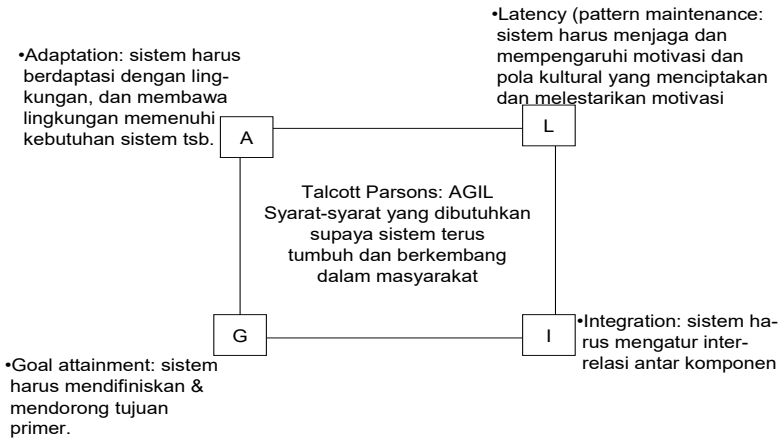 •Latency (pattern maintenance:
sistem harus menjaga dan
mempengaruhi motivasi dan
pola kultural yang menciptakan
dan melestarikan motivasi
•Adaptation: sistem harus
berdaptasi dengan ling-
kungan, dan membawa
lingkungan memenuhi
kebutuhan sistem tsb.
A
L
Talcott Parsons: AGIL
Syarat-syarat yang dibutuhkan
supaya sistem terus
tumbuh dan berkembang
dalam masyarakat
G
I
•Integration: sistem ha-
rus mengatur inter-
relasi antar komponen
•Goal attainment: sistem
harus mendifiniskan &
mendorong tujuan
primer.